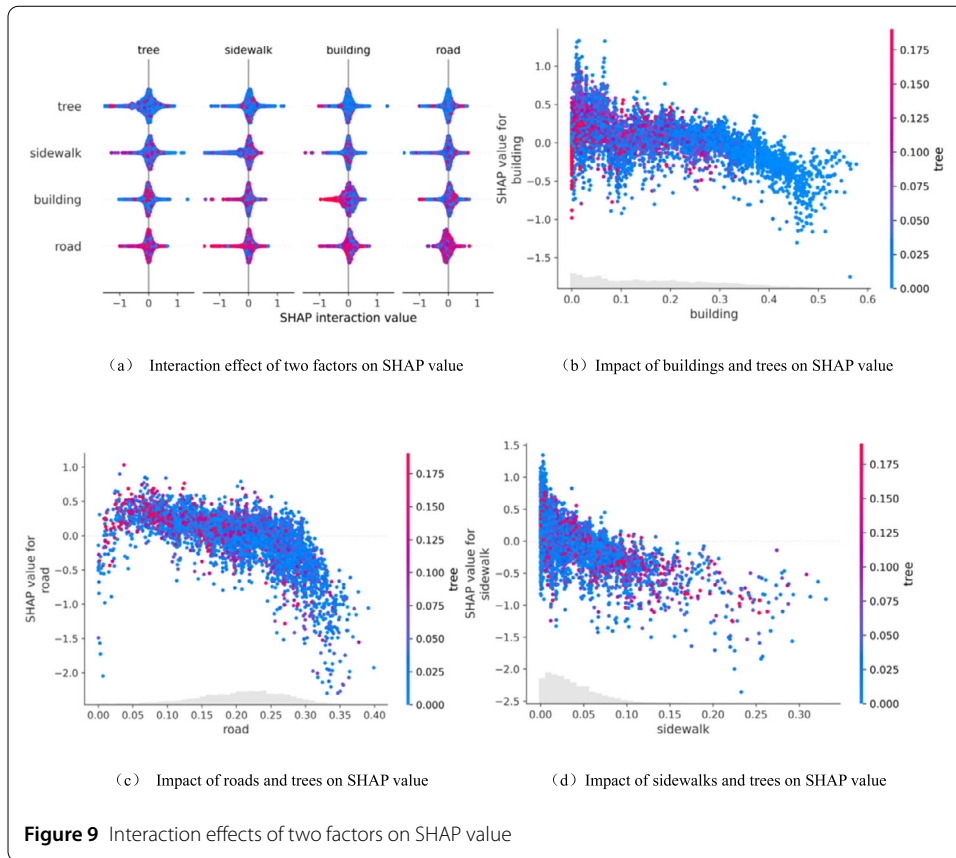 tree sidewalk building road
tree
sidewalk
building
road
−1 0 1 −1 0 1 −1 0 1 −1 0 1
SHAP interaction value
（a） Interaction effect of two factors on SHAP value
1.0
0.5
0.0
−0.5
−1.0
−1.5
SHAP value for
building
0.0 0.1 0.2 0.3 0.4 0.5 0.6
building
0.175
0.150
0.125
0.100
0.075
0.050
0.025
0.000
tree
（b）Impact of buildings and trees on SHAP value
1.0
0.5
0.0
−0.5
−1.0
−1.5
−2.0
SHAP value for
road
0.00 0.05 0.10 0.15 0.20 0.25 0.30 0.35 0.40
road
0.175
0.150
0.125
0.100
0.075
0.050
0.025
0.000
tree
（c） Impact of roads and trees on SHAP value
1.5
1.0
0.5
0.0
−0.5
−1.0
−1.5
−2.0
−2.5
SHAP value for
sidewalk
0.00 0.05 0.10 0.15 0.20 0.25 0.30
sidewalk
0.175
0.150
0.125
0.100
0.075
0.050
0.025
0.000
tree
（d）Impact of sidewalks and trees on SHAP value
Figure 9 Interaction effects of two factors on SHAP value